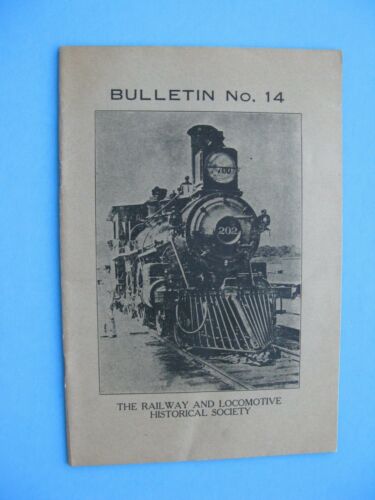 BULLETIN No. 14
700
202
THE RAILWAY AND LOCOMOTIVE
HISTORICAL SOCIETY